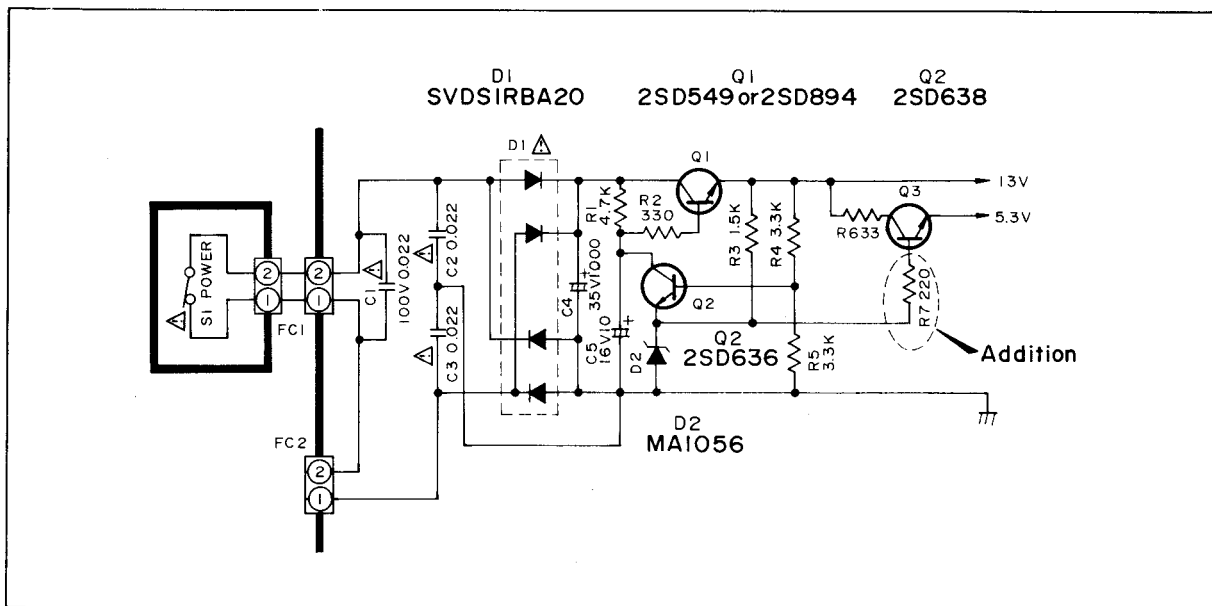 D1
SVDS1RBA20
Q1
2SD549 or 2SD894
Q2
2SD638
D1
Q1
R1
4.7K
R2
330
Q3
13V
5.3V
R633
R3 1.5K
R4 3.3K
S1 POWER
2
1
2
1
FC1
C1
100V0.022
C2 0.022
C3 0.022
C4
35V1000
+
C5
16V10
+
Q2
D2
Q2
2SD636
R5
3.3K
R7 220
Addition
D2
MA1056
FC2
2
1